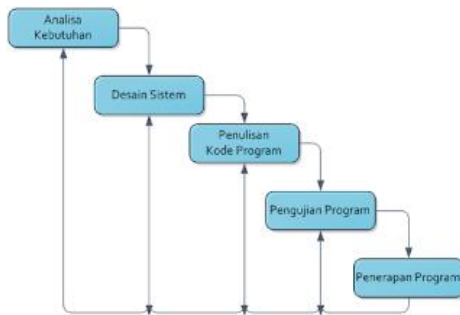 Analisa
Kebutuhan
Desain Sistem
Penulisan
Kode Program
Pengujian Program
Penerapan Program